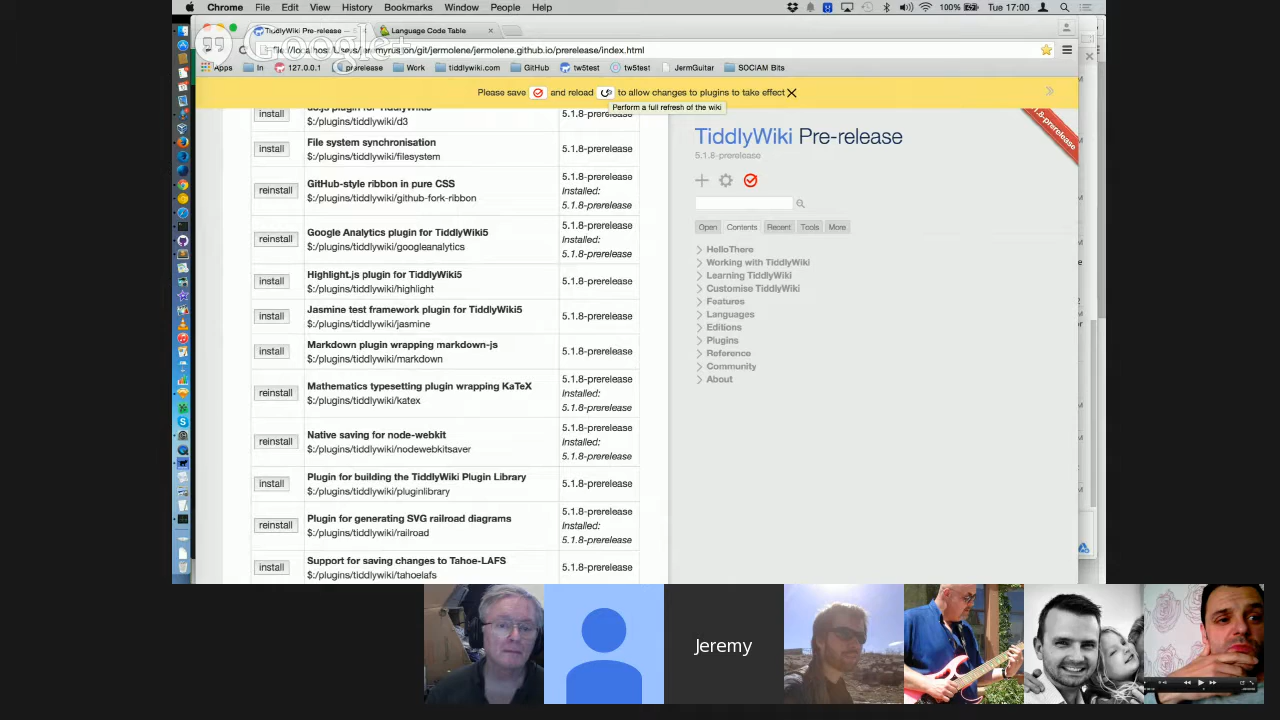 Chrome File Edit View History Bookmarks Window People Help 100% Tue 17:00
TiddlyWiki Pre-release Language Code Table
Google+
jermolene/jermolene.github.io/prerelease/index.html
Apps In 127.0.0.1 prerelease Work tiddlywiki.com GitHub tw5test tw5test JermGuitar SOCIAM Bits
Please save and reload to allow changes to plugins to take effect
Perform a full refresh of the wiki
install
$:/plugins/tiddlywiki/d3
5.1.8-prerelease
install
File system synchronisation
$:/plugins/tiddlywiki/filesystem
5.1.8-prerelease
reinstall
GitHub-style ribbon in pure CSS
$:/plugins/tiddlywiki/github-fork-ribbon
5.1.8-prerelease
Installed:
5.1.8-prerelease
reinstall
Google Analytics plugin for TiddlyWiki5
$:/plugins/tiddlywiki/googleanalytics
5.1.8-prerelease
Installed:
5.1.8-prerelease
install
Highlight.js plugin for TiddlyWiki5
$:/plugins/tiddlywiki/highlight
5.1.8-prerelease
install
Jasmine test framework plugin for TiddlyWiki5
$:/plugins/tiddlywiki/jasmine
5.1.8-prerelease
install
Markdown plugin wrapping markdown-js
$:/plugins/tiddlywiki/markdown
5.1.8-prerelease
reinstall
Mathematics typesetting plugin wrapping KaTeX
$:/plugins/tiddlywiki/katex
5.1.8-prerelease
Installed:
5.1.8-prerelease
reinstall
Native saving for node-webkit
$:/plugins/tiddlywiki/nodewebkitsaver
5.1.8-prerelease
Installed:
5.1.8-prerelease
install
Plugin for building the TiddlyWiki Plugin Library
$:/plugins/tiddlywiki/pluginlibrary
5.1.8-prerelease
reinstall
Plugin for generating SVG railroad diagrams
$:/plugins/tiddlywiki/railroad
5.1.8-prerelease
Installed:
5.1.8-prerelease
install
Support for saving changes to Tahoe-LAFS
$:/plugins/tiddlywiki/tahoelafs
5.1.8-prerelease
TiddlyWiki Pre-release
5.1.8-prerelease
Open Contents Recent Tools More
HelloThere
Working with TiddlyWiki
Learning TiddlyWiki
Customise TiddlyWiki
Features
Languages
Editions
Plugins
Reference
Community
About
Jeremy